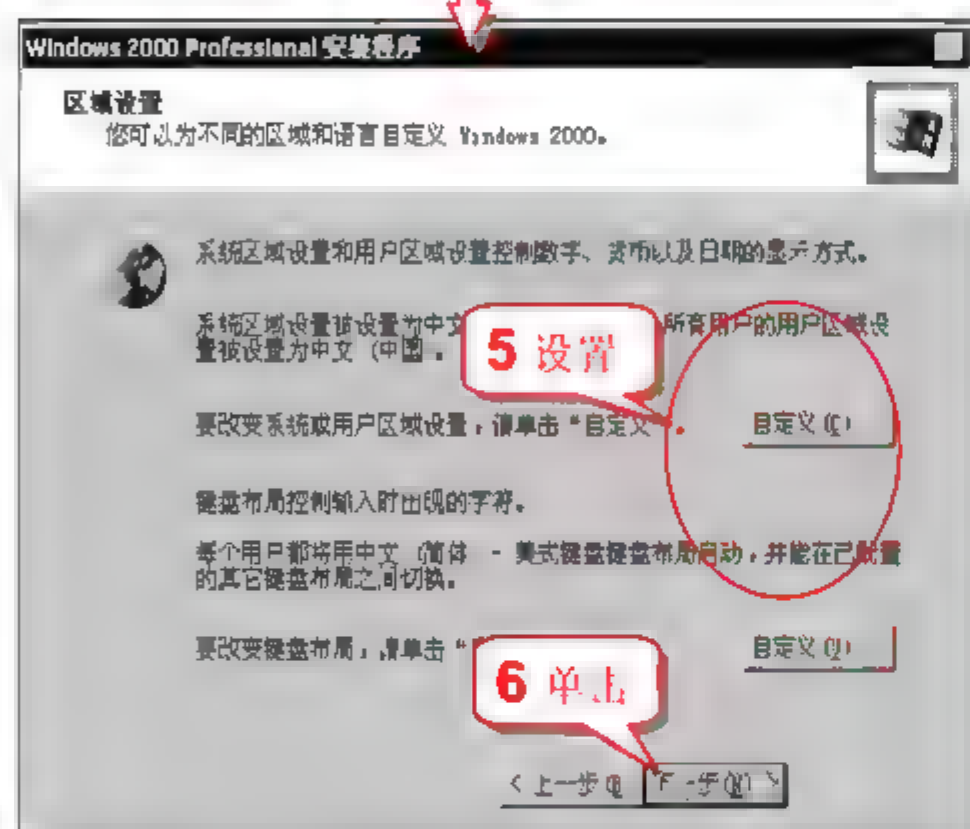 Windows 2000 Professional 安装程序
区域设置
您可以为不同的区域和语言自定义 Windows 2000。
系统区域设置和用户区域设置控制数字、货币以及日期的显示方式。
系统区域设置被设置为中文 所有用户的用户区域设
置被设置为中文 (中国
5 设置
要改变系统或用户区域设置,请单击“自定义 自定义
键盘布局控制输入时出现的字符。
每个用户都将用中文 (简体 - 美式键盘键盘布局启动,并能在已配置
的其它键盘布局之间切换。
要改变键盘布局,请单击“ 自定义
6 单击
< 上一步 下一步(N) >